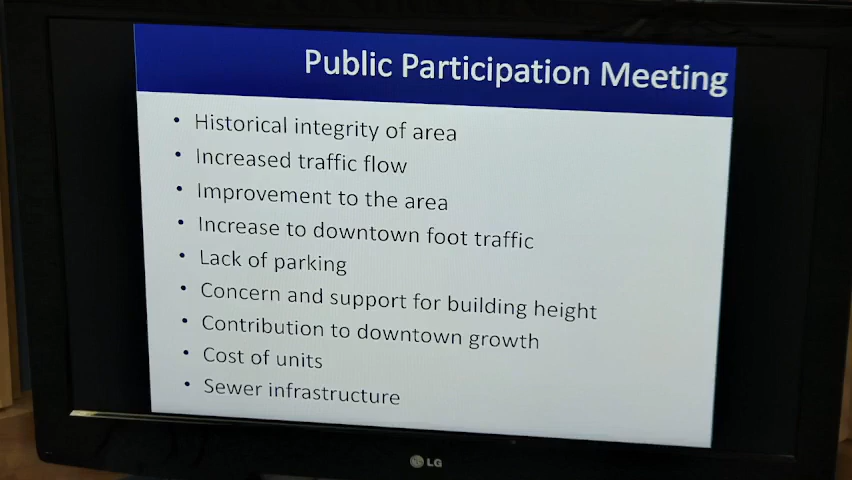 Public Participation Meeting
• Historical integrity of area
• Increased traffic flow
• Improvement to the area
• Increase to downtown foot traffic
• Lack of parking
• Concern and support for building height
• Contribution to downtown growth
• Cost of units
• Sewer infrastructure
LG